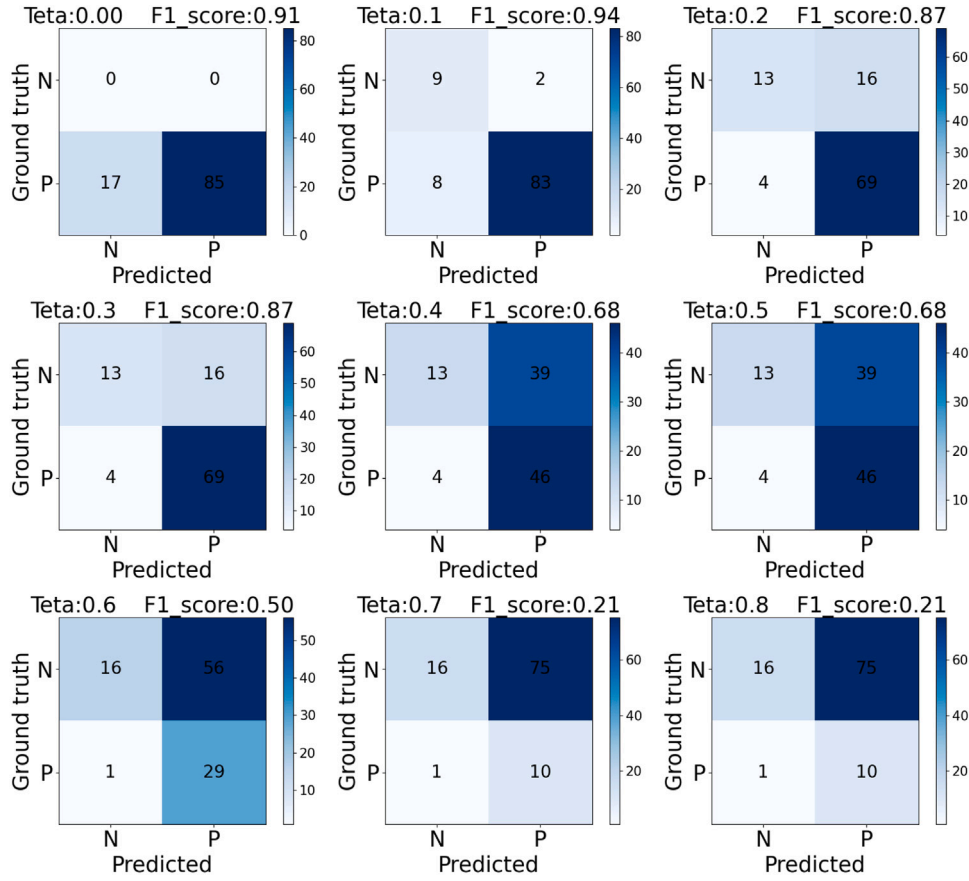 Teta:0.00 F1_score:0.91
Ground truth
N 0 0
P 17 85
N P
Predicted
80
60
40
20
0
Teta:0.1 F1_score:0.94
Ground truth
N 9 2
P 8 83
N P
Predicted
80
60
40
20
Teta:0.2 F1_score:0.87
Ground truth
N 13 16
P 4 69
N P
Predicted
60
50
40
30
20
10
Teta:0.3 F1_score:0.87
Ground truth
N 13 16
P 4 69
N P
Predicted
60
50
40
30
20
10
Teta:0.4 F1_score:0.68
Ground truth
N 13 39
P 4 46
N P
Predicted
40
30
20
10
Teta:0.5 F1_score:0.68
Ground truth
N 13 39
P 4 46
N P
Predicted
40
30
20
10
Teta:0.6 F1_score:0.50
Ground truth
N 16 56
P 1 29
N P
Predicted
50
40
30
20
10
Teta:0.7 F1_score:0.21
Ground truth
N 16 75
P 1 10
N P
Predicted
60
40
20
Teta:0.8 F1_score:0.21
Ground truth
N 16 75
P 1 10
N P
Predicted
60
40
20